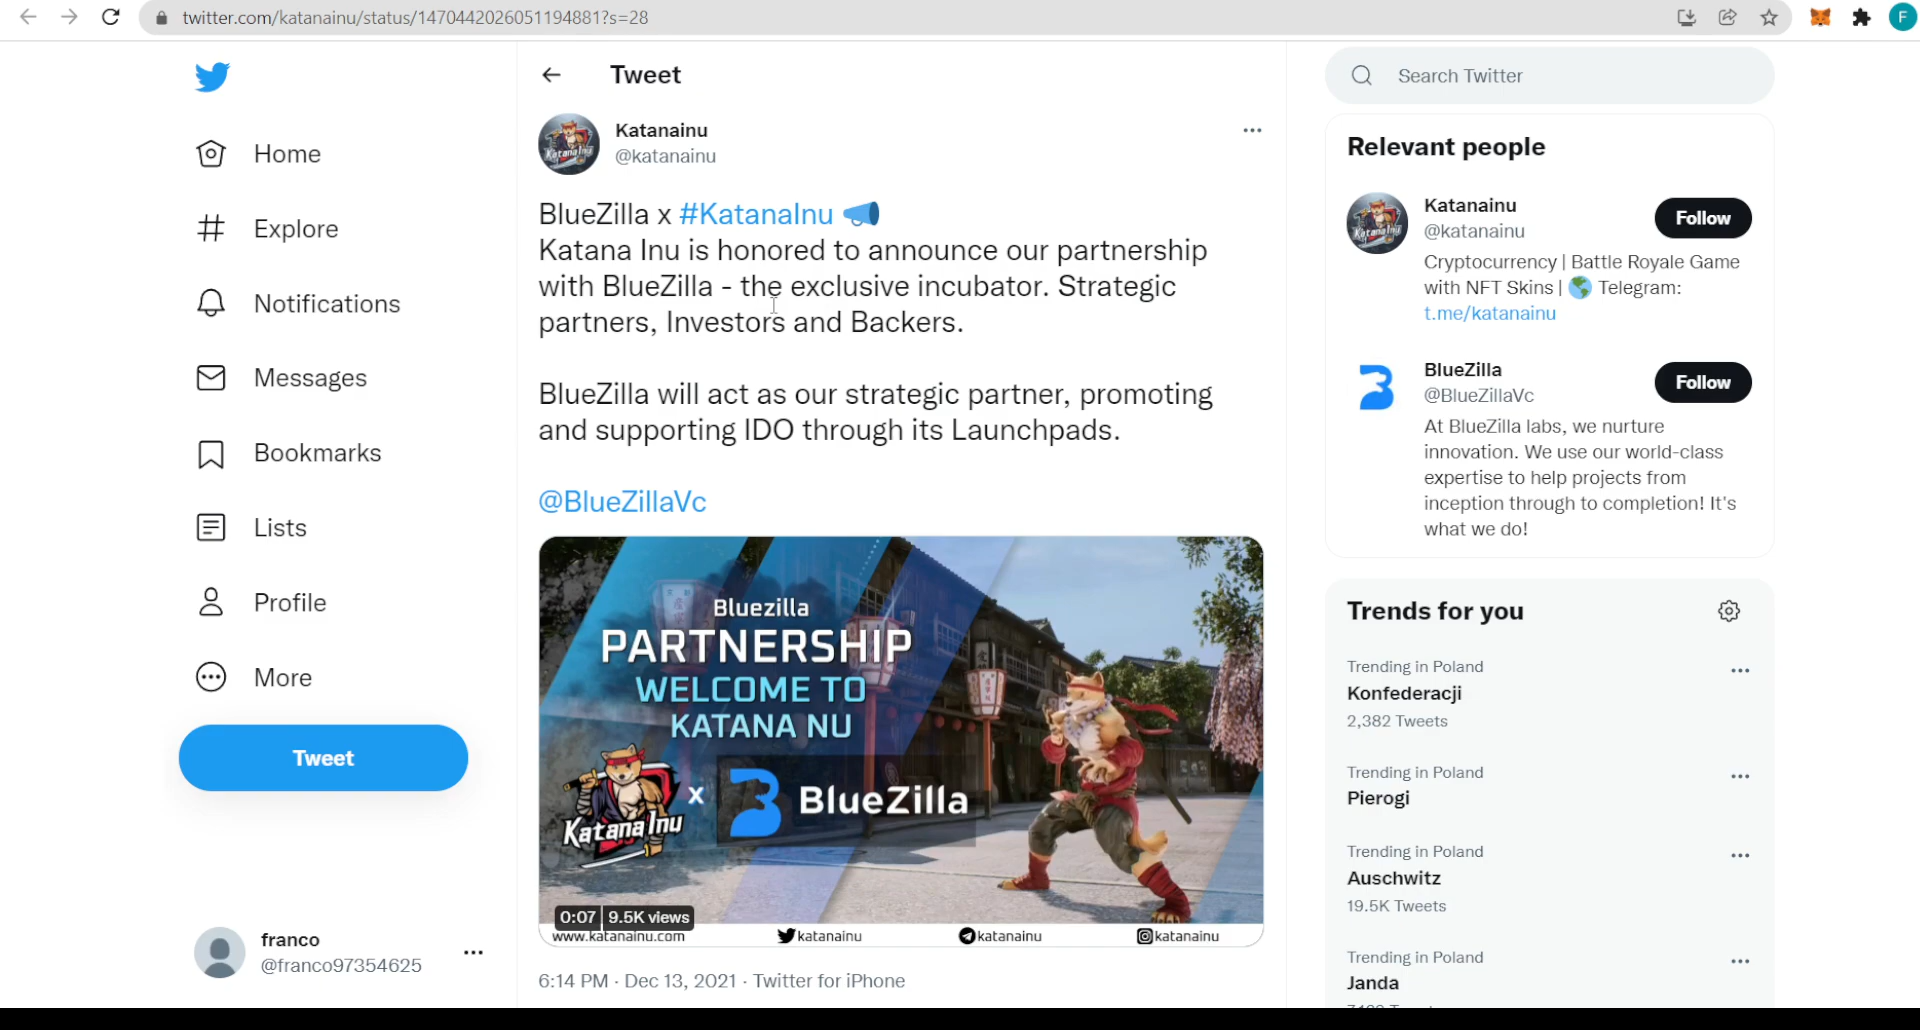 twitter.com/katanainu/status/1470442026051194881?s=28
F
Home
Explore
Notifications
Messages
Bookmarks
Lists
Profile
More
Tweet
franco
@franco97354625
Tweet
Katanainu
@katanainu
BlueZilla x #KatanaInu
Katana Inu is honored to announce our partnership
with BlueZilla - the exclusive incubator. Strategic
partners, Investors and Backers.
BlueZilla will act as our strategic partner, promoting
and supporting IDO through its Launchpads.
@BlueZillaVc
Bluezilla
PARTNERSHIP
WELCOME TO
KATANA NU
KatanaInu
x
BlueZilla
0:07
9.5K views
www.katanainu.com
katanainu
katanainu
katanainu
6:14 PM · Dec 13, 2021 · Twitter for iPhone
Search Twitter
Relevant people
Katanainu
@katanainu
Follow
Cryptocurrency | Battle Royale Game
with NFT Skins | Telegram:
t.me/katanainu
BlueZilla
@BlueZillaVc
Follow
At BlueZilla labs, we nurture
innovation. We use our world-class
expertise to help projects from
inception through to completion! It's
what we do!
Trends for you
Trending in Poland
Konfederacji
2,382 Tweets
Trending in Poland
Pierogi
Trending in Poland
Auschwitz
19.5K Tweets
Trending in Poland
Janda